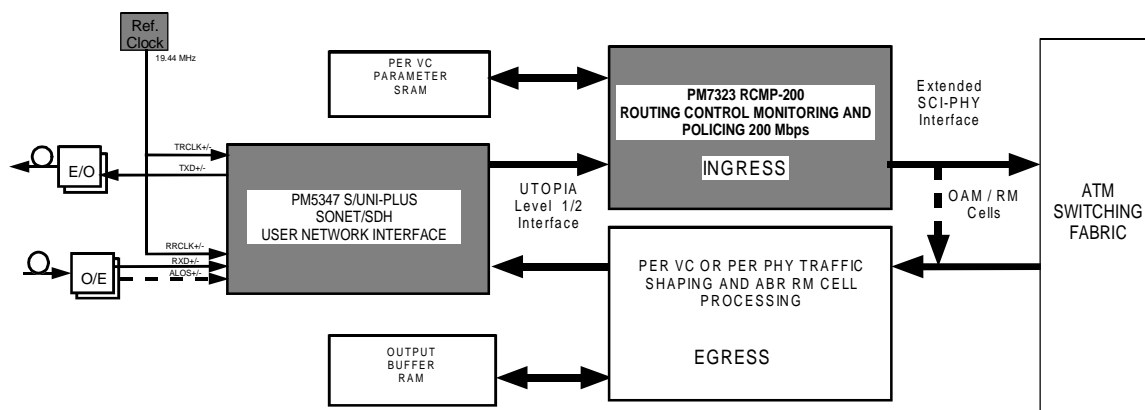 Ref.
Clock
19.44 MHz
PER VC
PARAMETER
SRAM
PM7323 RCMP-200
ROUTING CONTROL MONITORING AND
POLICING 200 Mbps
INGRESS
Extended
SCI-PHY
Interface
TRCLK+/-
TXD+/-
E/O
PM5347 S/UNI-PLUS
SONET/SDH
USER NETWORK INTERFACE
UTOPIA
Level 1/2
Interface
OAM / RM
Cells
ATM
SWITCHING
FABRIC
RRCLK+/-
RXD+/-
ALOS+/-
O/E
PER VC OR PER PHY TRAFFIC
SHAPING AND ABR RM CELL
PROCESSING
EGRESS
OUTPUT
BUFFER
RAM